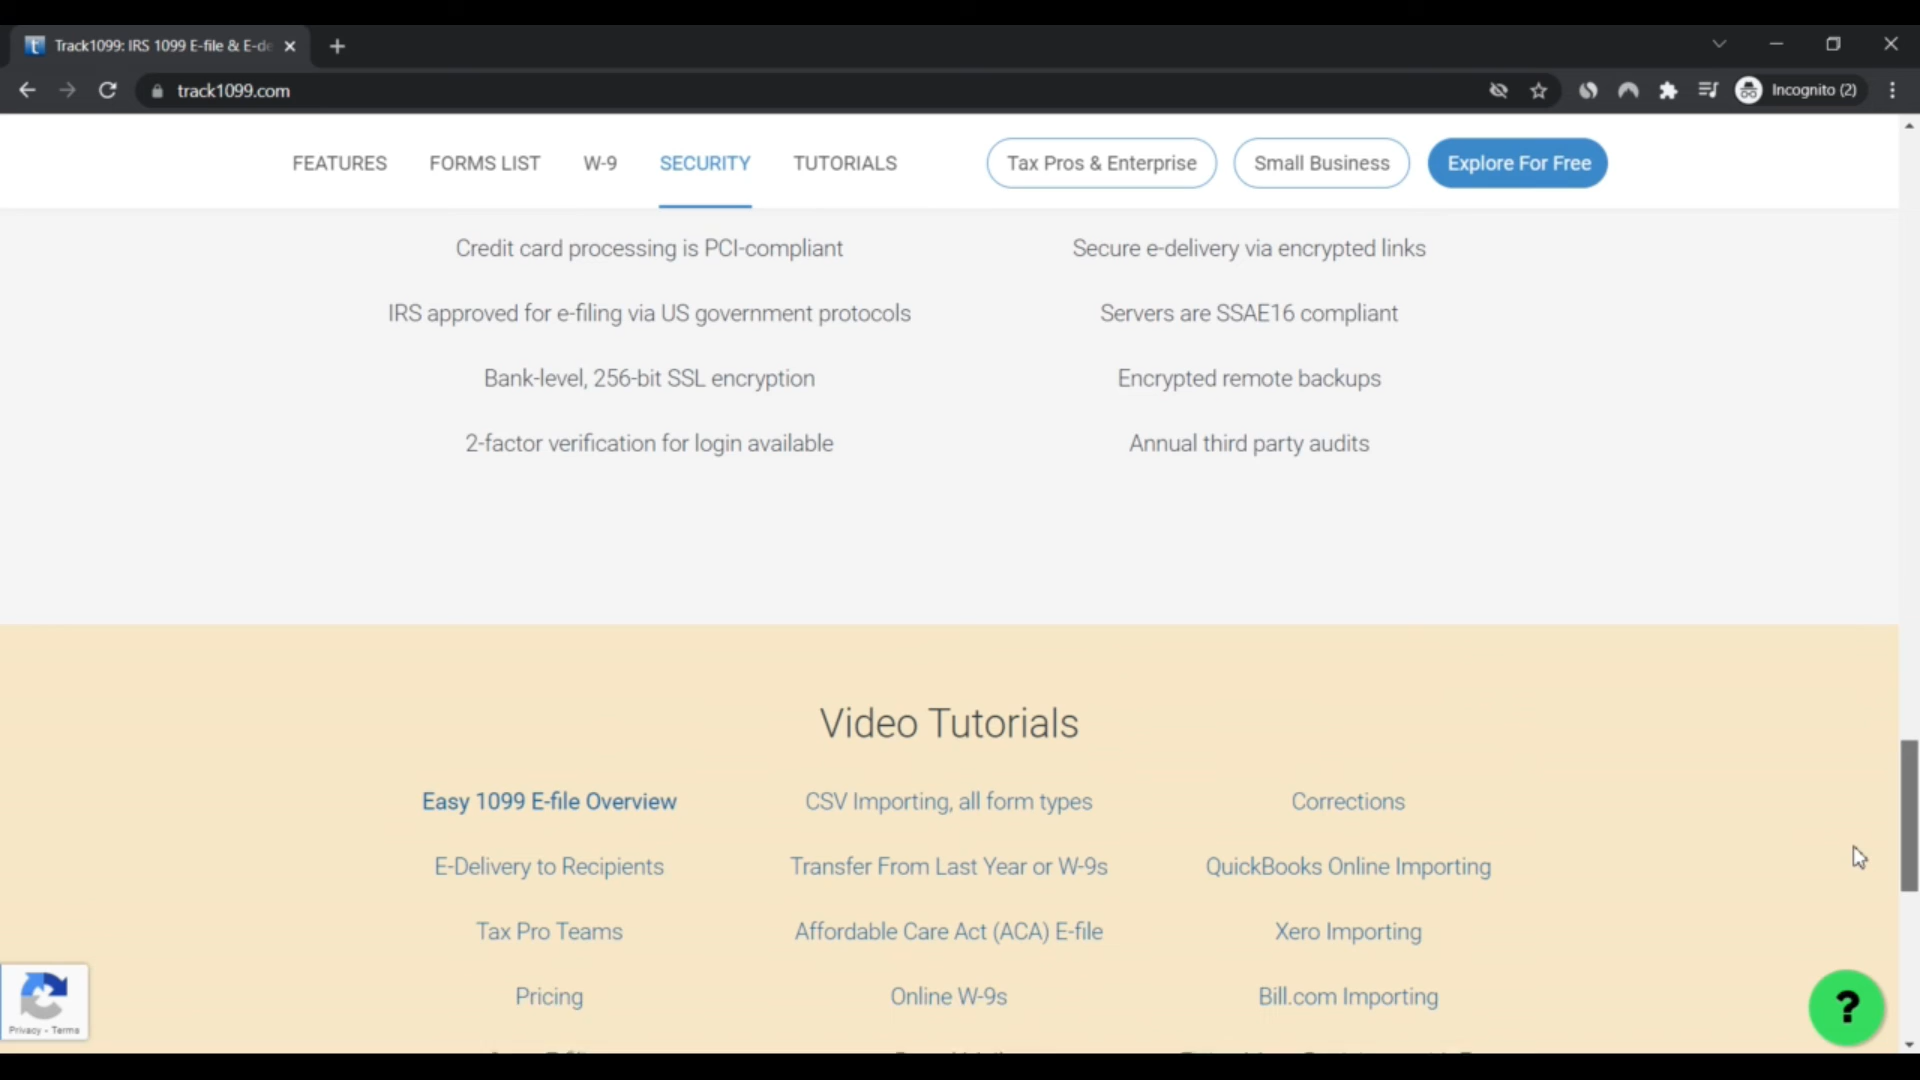 Track1099: IRS 1099 E-file & E-de
track1099.com
Incognito (2)
FEATURES
FORMS LIST
W-9
SECURITY
TUTORIALS
Tax Pros & Enterprise
Small Business
Explore For Free
Credit card processing is PCI-compliant
Secure e-delivery via encrypted links
IRS approved for e-filing via US government protocols
Servers are SSAE16 compliant
Bank-level, 256-bit SSL encryption
Encrypted remote backups
2-factor verification for login available
Annual third party audits
Video Tutorials
Easy 1099 E-file Overview
CSV Importing, all form types
Corrections
E-Delivery to Recipients
Transfer From Last Year or W-9s
QuickBooks Online Importing
Tax Pro Teams
Affordable Care Act (ACA) E-file
Xero Importing
Pricing
Online W-9s
Bill.com Importing
Privacy - Terms
?